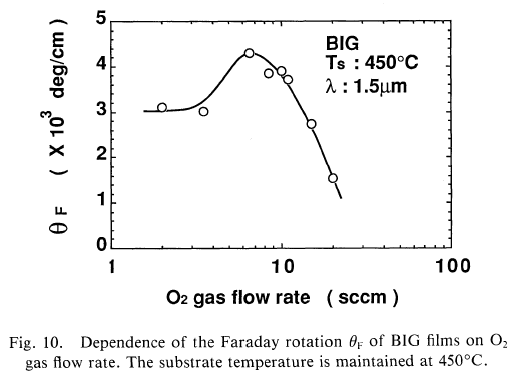 5
4
3
2
1
0
θF ( X 10³ deg/cm)
BIG
Ts : 450°C
λ : 1.5μm
1 10 100
O2 gas flow rate ( sccm )
Fig. 10. Dependence of the Faraday rotation θF of BIG films on O2
gas flow rate. The substrate temperature is maintained at 450°C.